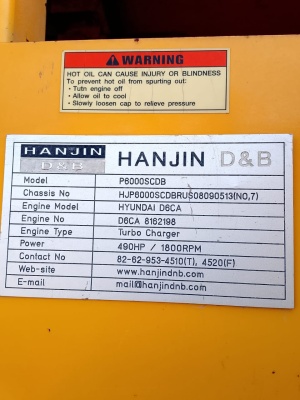 WARNING
HOT OIL CAN CAUSE INJURY OR BLINDNESS
To prevent hot oil from spurting out:
• Tutn engine off
• Allow oil to cool
• Slowly loosen cap to relieve pressure
HANJIN D&B HANJIN D&B
Model P6000SCDB
Chassis No HJP6000SCDBRUS08090513(NO,7)
Engine Model HYUNDAI D6CA
Engine No D6CA 8162198
Engine Type Turbo Charger
Power 490HP / 1800RPM
Contact No 82-62-953-4510(T), 4520(F)
Web-site www.hanjindnb.com
E-mail mail@hanjindnb.com